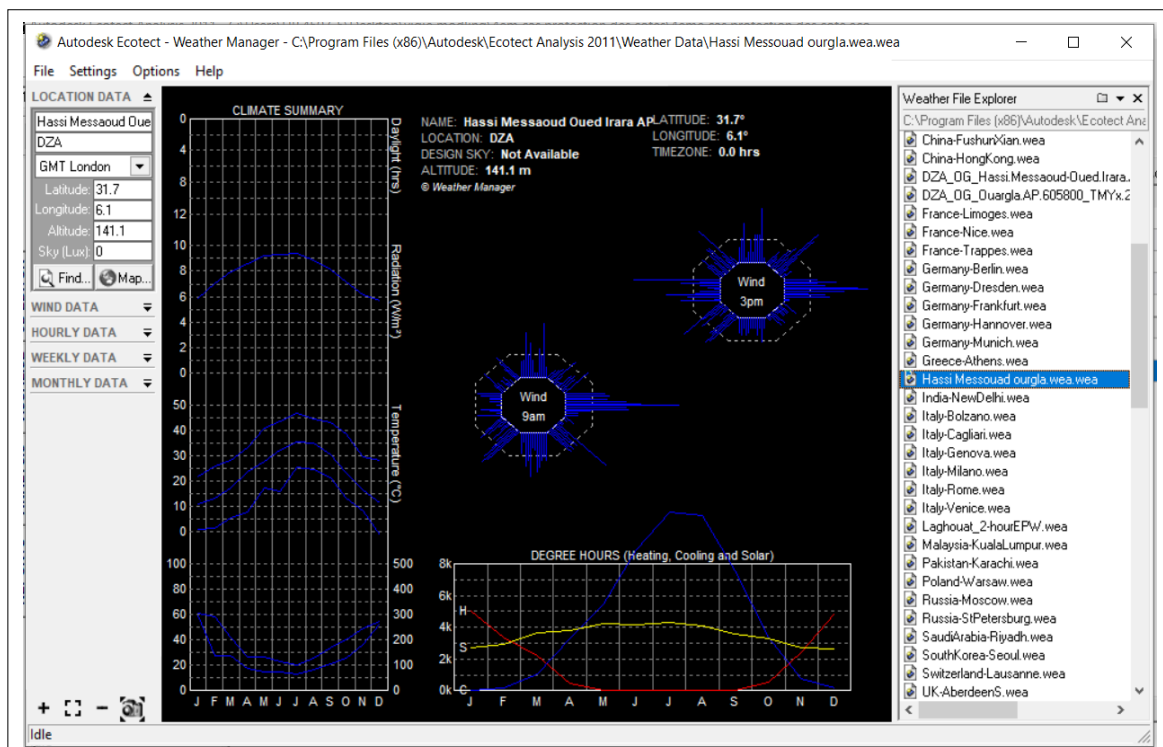 Autodesk Ecotect - Weather Manager - C:\Program Files (x86)\Autodesk\Ecotect Analysis 2011\Weather Data\Hassi Messouad ourgla.wea.wea
File Settings Options Help
LOCATION DATA
Hassi Messaoud Oue
DZA
GMT London
Latitude: 31.7
Longitude: 6.1
Altitude: 141.1
Sky (Lux): 0
Find... Map...
WIND DATA
HOURLY DATA
WEEKLY DATA
MONTHLY DATA
CLIMATE SUMMARY
0
4
8
12
Daylight (hrs)
10
8
6
4
2
0
Radiation (W/m²)
50
40
30
20
10
0
Temperature (°C)
100 500
80 400
60 300
40 200
20 100
0 0
J F M A M J J A S O N D
NAME: Hassi Messaoud Oued Irara AP LATITUDE: 31.7°
LOCATION: DZA LONGITUDE: 6.1°
DESIGN SKY: Not Available TIMEZONE: 0.0 hrs
ALTITUDE: 141.1 m
© Weather Manager
Wind
3pm
Wind
9am
DEGREE HOURS (Heating, Cooling and Solar)
8k
6k
4k
2k
0k
H
S
C
J F M A M J J A S O N D
Weather File Explorer
C:\Program Files (x86)\Autodesk\Ecotect Ana
China-FushunXian.wea
China-HongKong.wea
DZA_OG_Hassi.Messaoud-Oued.Irara.
DZA_OG_Ouargla.AP.605800_TMYx.2
France-Limoges.wea
France-Nice.wea
France-Trappes.wea
Germany-Berlin.wea
Germany-Dresden.wea
Germany-Frankfurt.wea
Germany-Hannover.wea
Germany-Munich.wea
Greece-Athens.wea
Hassi Messouad ourgla.wea.wea
India-NewDelhi.wea
Italy-Bolzano.wea
Italy-Cagliari.wea
Italy-Genova.wea
Italy-Milano.wea
Italy-Rome.wea
Italy-Venice.wea
Laghouat_2-hourEPW.wea
Malaysia-KualaLumpur.wea
Pakistan-Karachi.wea
Poland-Warsaw.wea
Russia-Moscow.wea
Russia-StPetersburg.wea
SaudiArabia-Riyadh.wea
SouthKorea-Seoul.wea
Switzerland-Lausanne.wea
UK-AberdeenS.wea
Idle